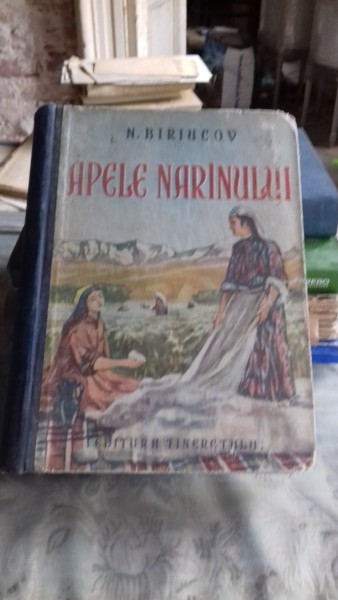 N. BIRIUCOV
APELE NARINULUI
EDITURA TINERETULUI